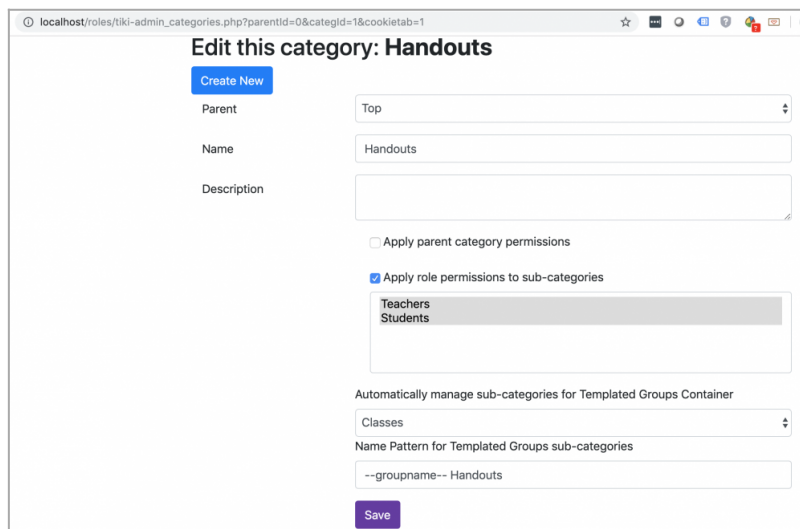 localhost/roles/tiki-admin_categories.php?parentId=0&categId=1&cookietab=1
Edit this category: Handouts
Create New
Parent
Top
Name
Handouts
Description
Apply parent category permissions
Apply role permissions to sub-categories
Teachers
Students
Automatically manage sub-categories for Templated Groups Container
Classes
Name Pattern for Templated Groups sub-categories
--groupname-- Handouts
Save